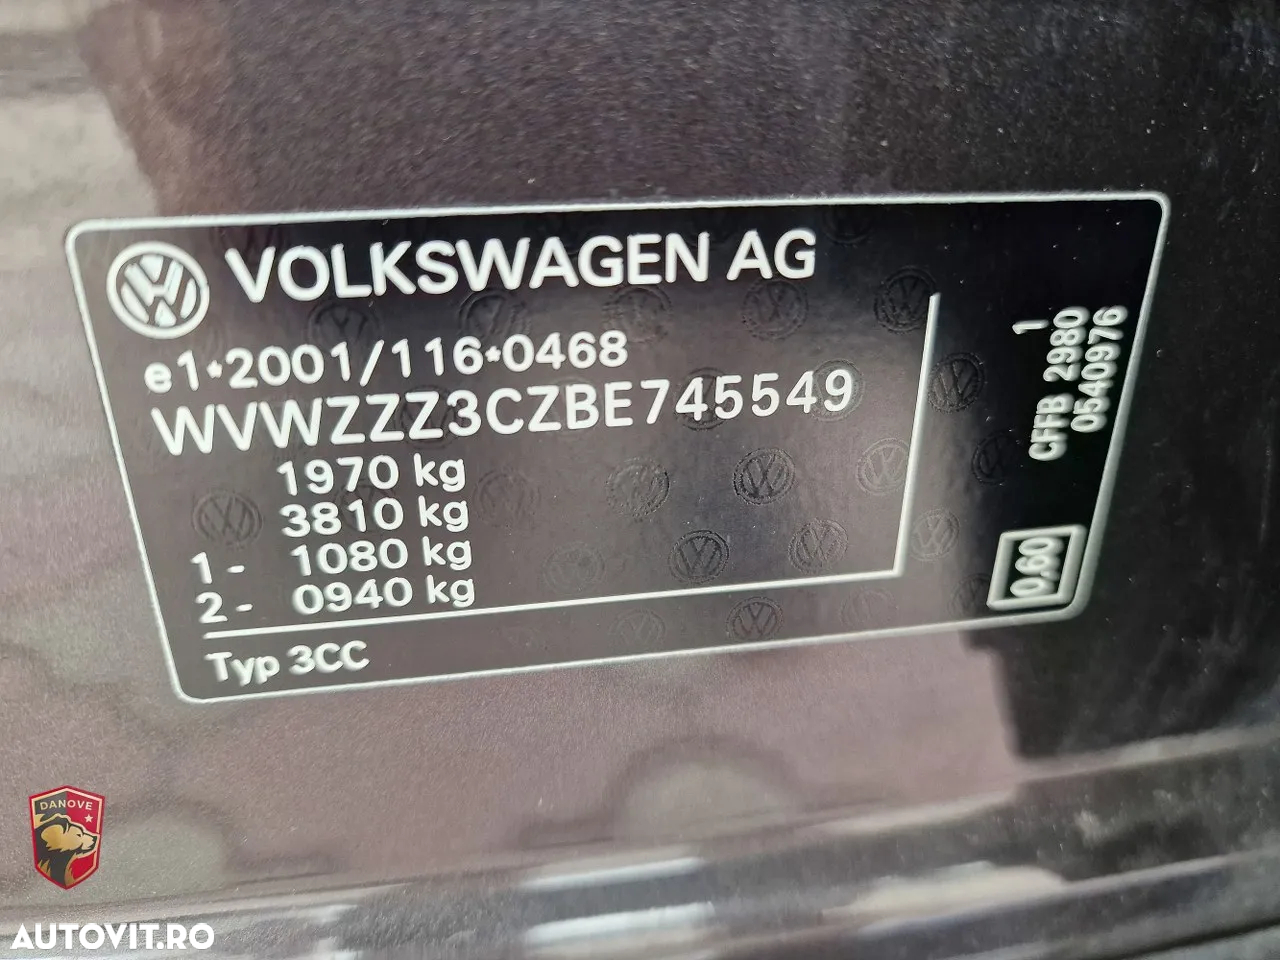 VOLKSWAGEN AG
e1*2001/116*0468
WVWZZZ3CZBE745549
1970 kg
3810 kg
1- 1080 kg
2- 0940 kg
Typ 3CC
1
CFFB 2980
0540976
0,60
DANOVE
AUTOVIT.RO